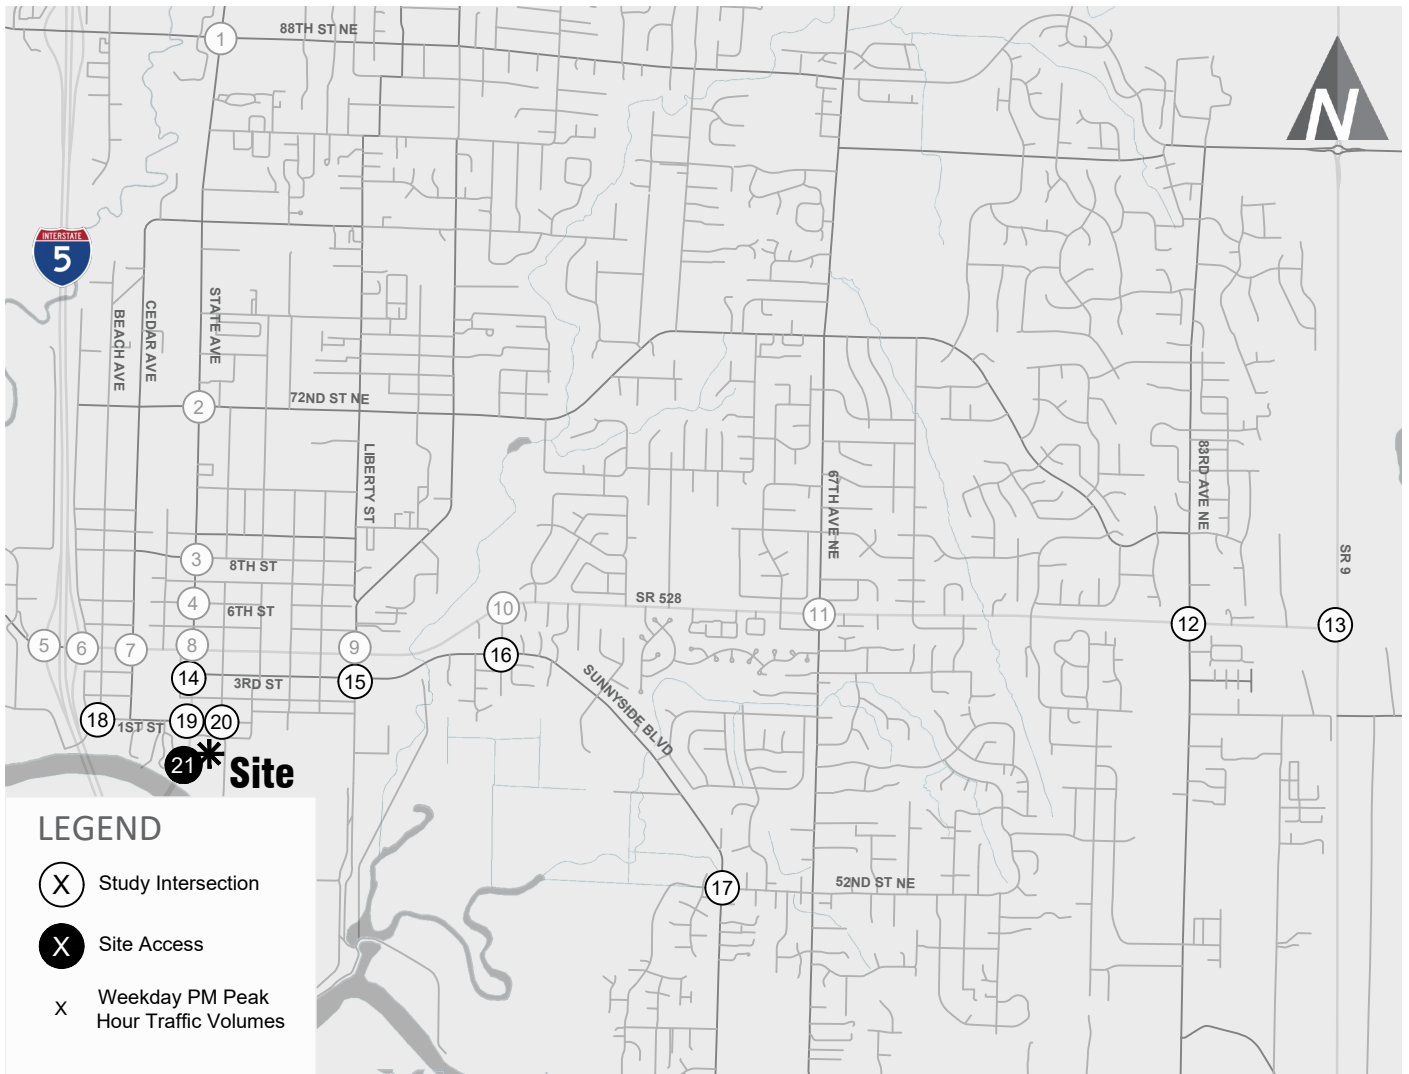 1
88TH ST NE
N
INTERSTATE
5
BEACH AVE
CEDAR AVE
STATE AVE
2
72ND ST NE
LIBERTY ST
67TH AVE NE
83RD AVE NE
SR 9
3
8TH ST
4
6TH ST
10
SR 528
11
12
13
5
6
7
8
9
14
3RD ST
15
16
SUNNYSIDE BLVD
18
1ST ST
19
20
21
Site
17
52ND ST NE
LEGEND
X
Study Intersection
X
Site Access
X
Weekday PM Peak
Hour Traffic Volumes